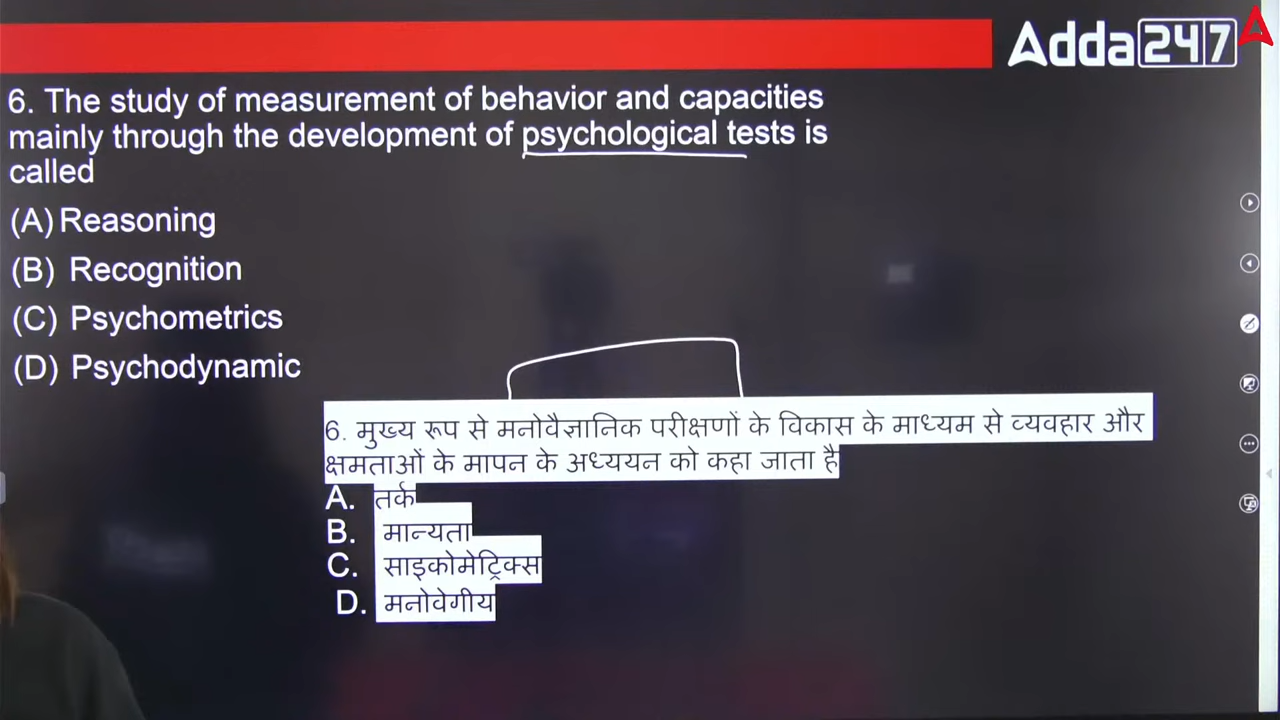 Adda247
6. The study of measurement of behavior and capacities
mainly through the development of psychological tests is
called
(A) Reasoning
(B) Recognition
(C) Psychometrics
(D) Psychodynamic
6. मुख्य रूप से मनोवैज्ञानिक परीक्षणों के विकास के माध्यम से व्यवहार और
क्षमताओं के मापन के अध्ययन को कहा जाता है
A. तर्क
B. मान्यता
C. साइकोमेट्रिक्स
D. मनोवेगीय